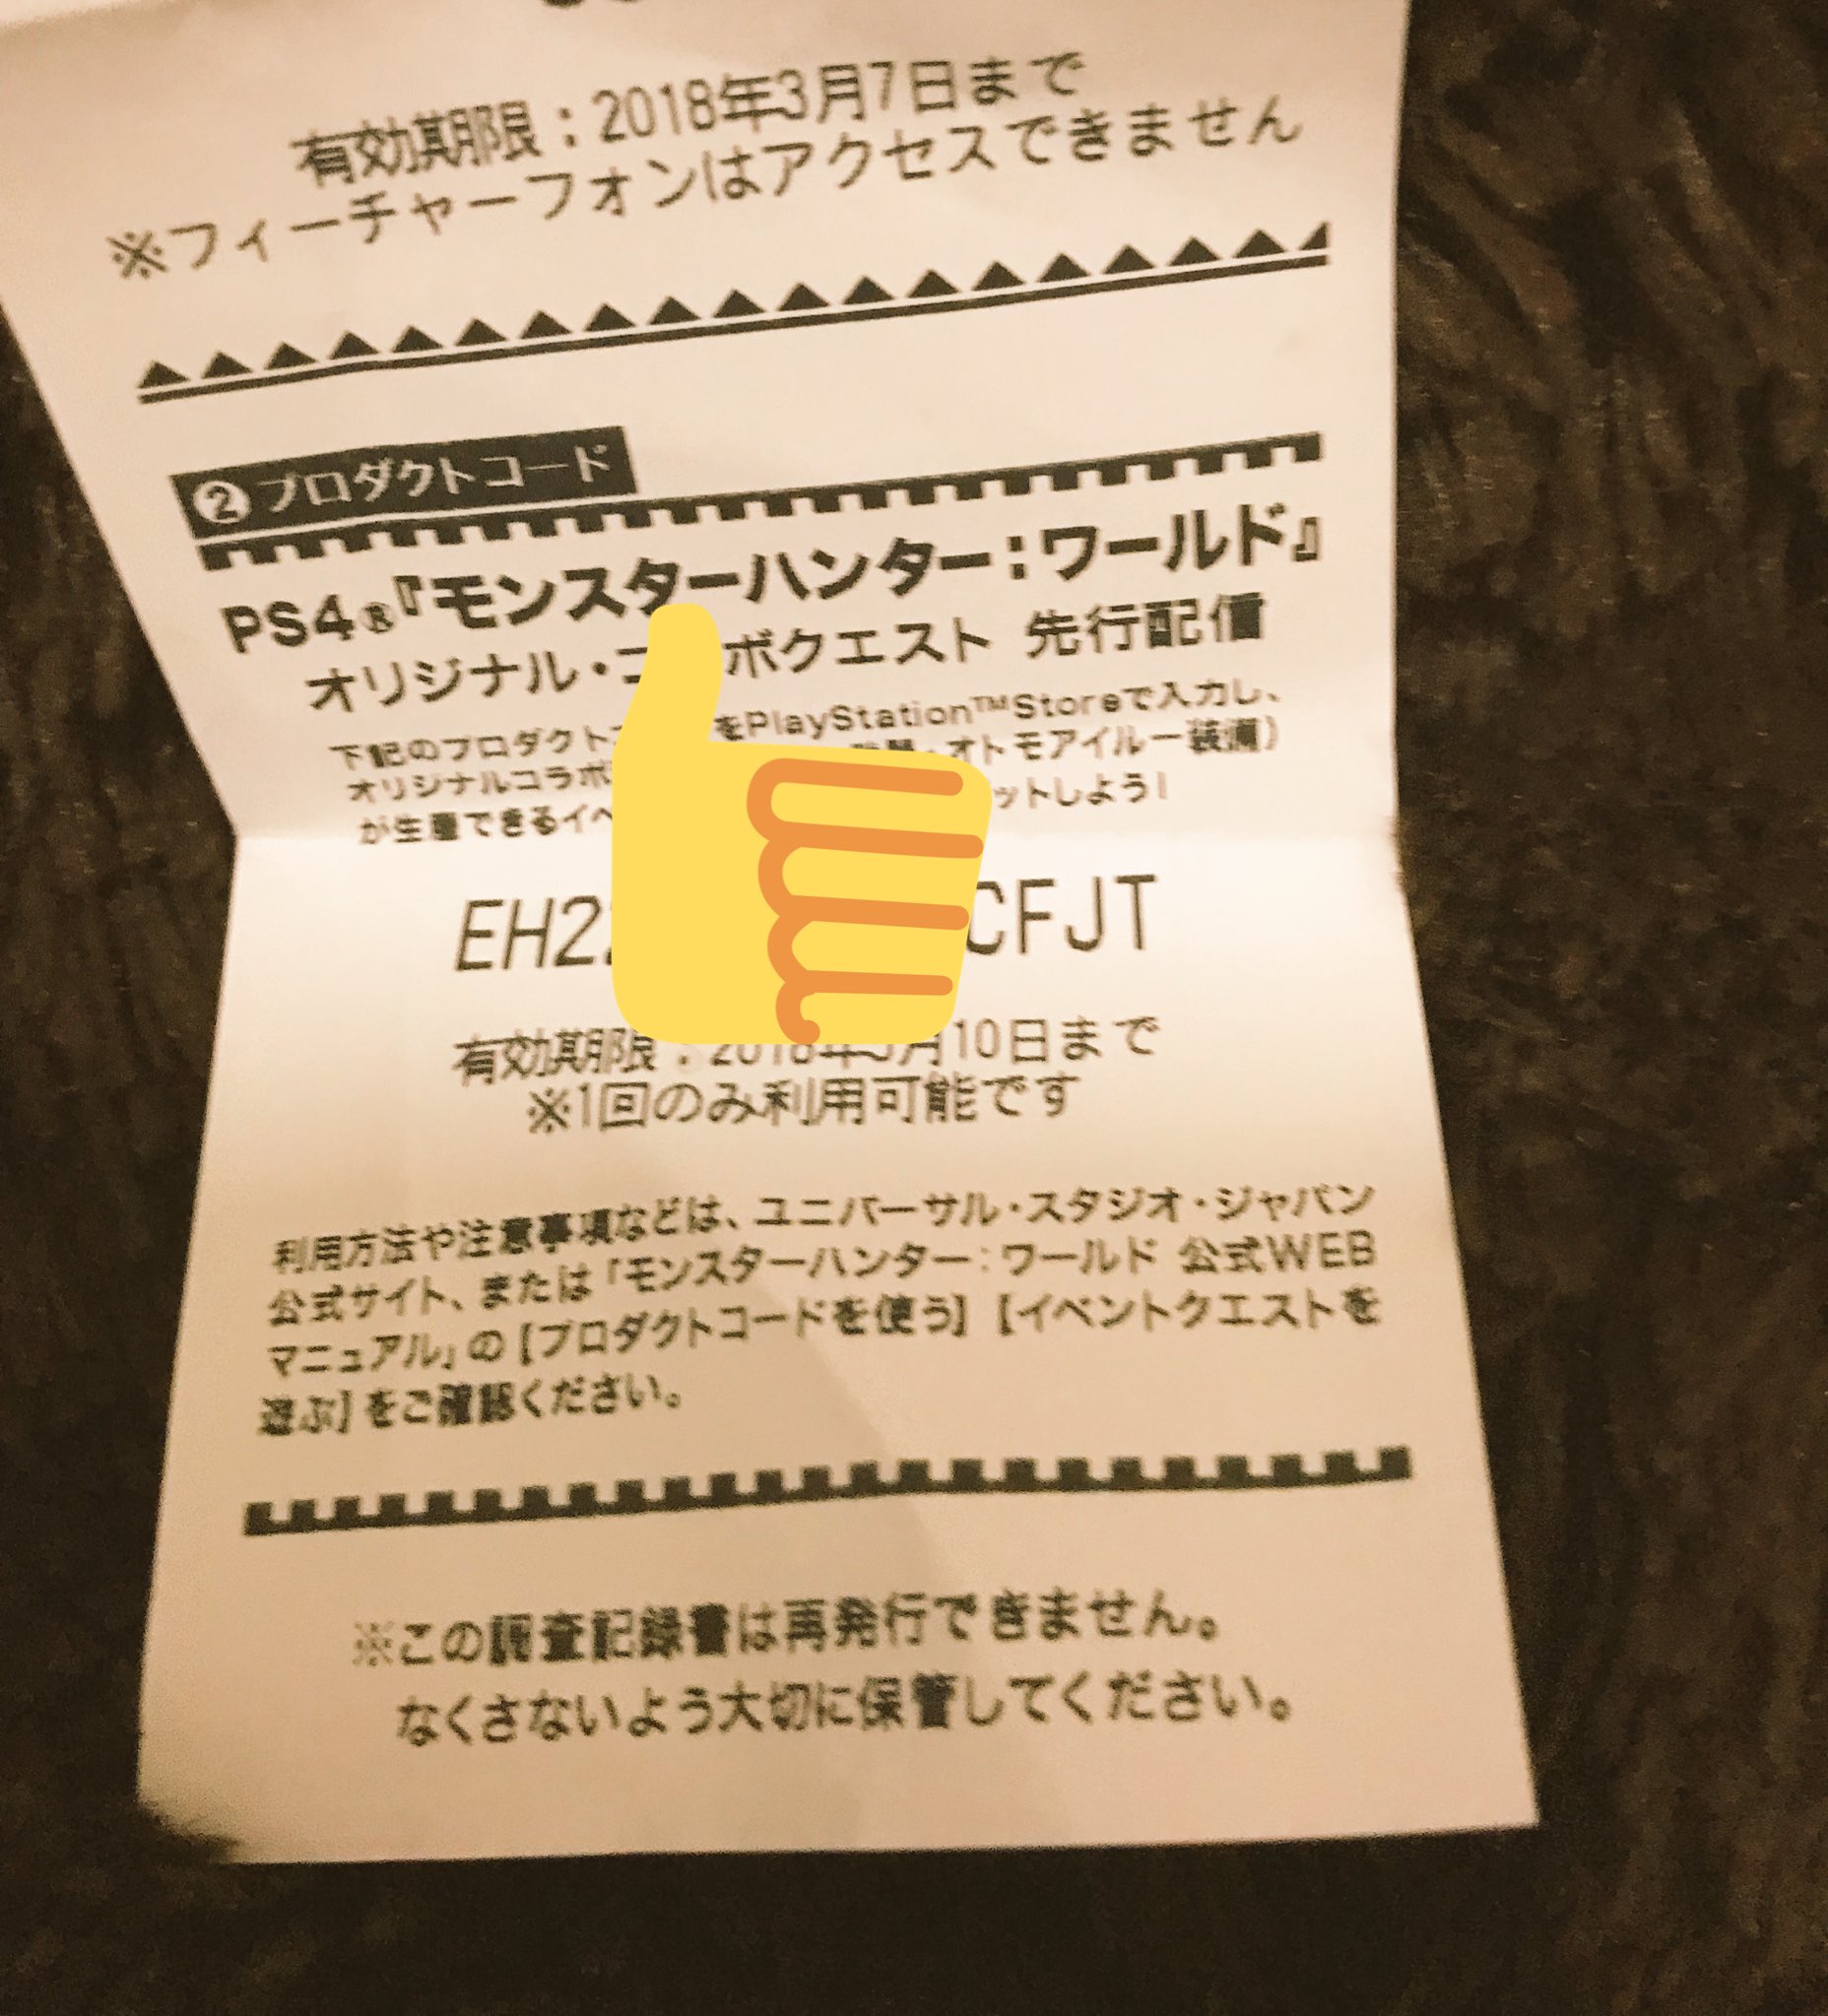 有効期限：2018年3月7日まで
※フィーチャーフォンはアクセスできません
②プロダクトコード
PS4®『モンスターハンター：ワールド』
オリジナル・コ ボクエスト 先行配信
下記のプロダクト をPlayStation™Storeで入力し、
オリジナルコラボ ・オトモアイルー装備）
が生産できるイベ ットしよう！
EH22 CFJT
有効期限：2018年5月10日まで
※1回のみ利用可能です
利用方法や注意事項などは、ユニバーサル・スタジオ・ジャパン
公式サイト、または「モンスターハンター：ワールド 公式WEB
マニュアル」の【プロダクトコードを使う】【イベントクエストを
遊ぶ】をご確認ください。
※この調査記録書は再発行できません。
なくさないよう大切に保管してください。